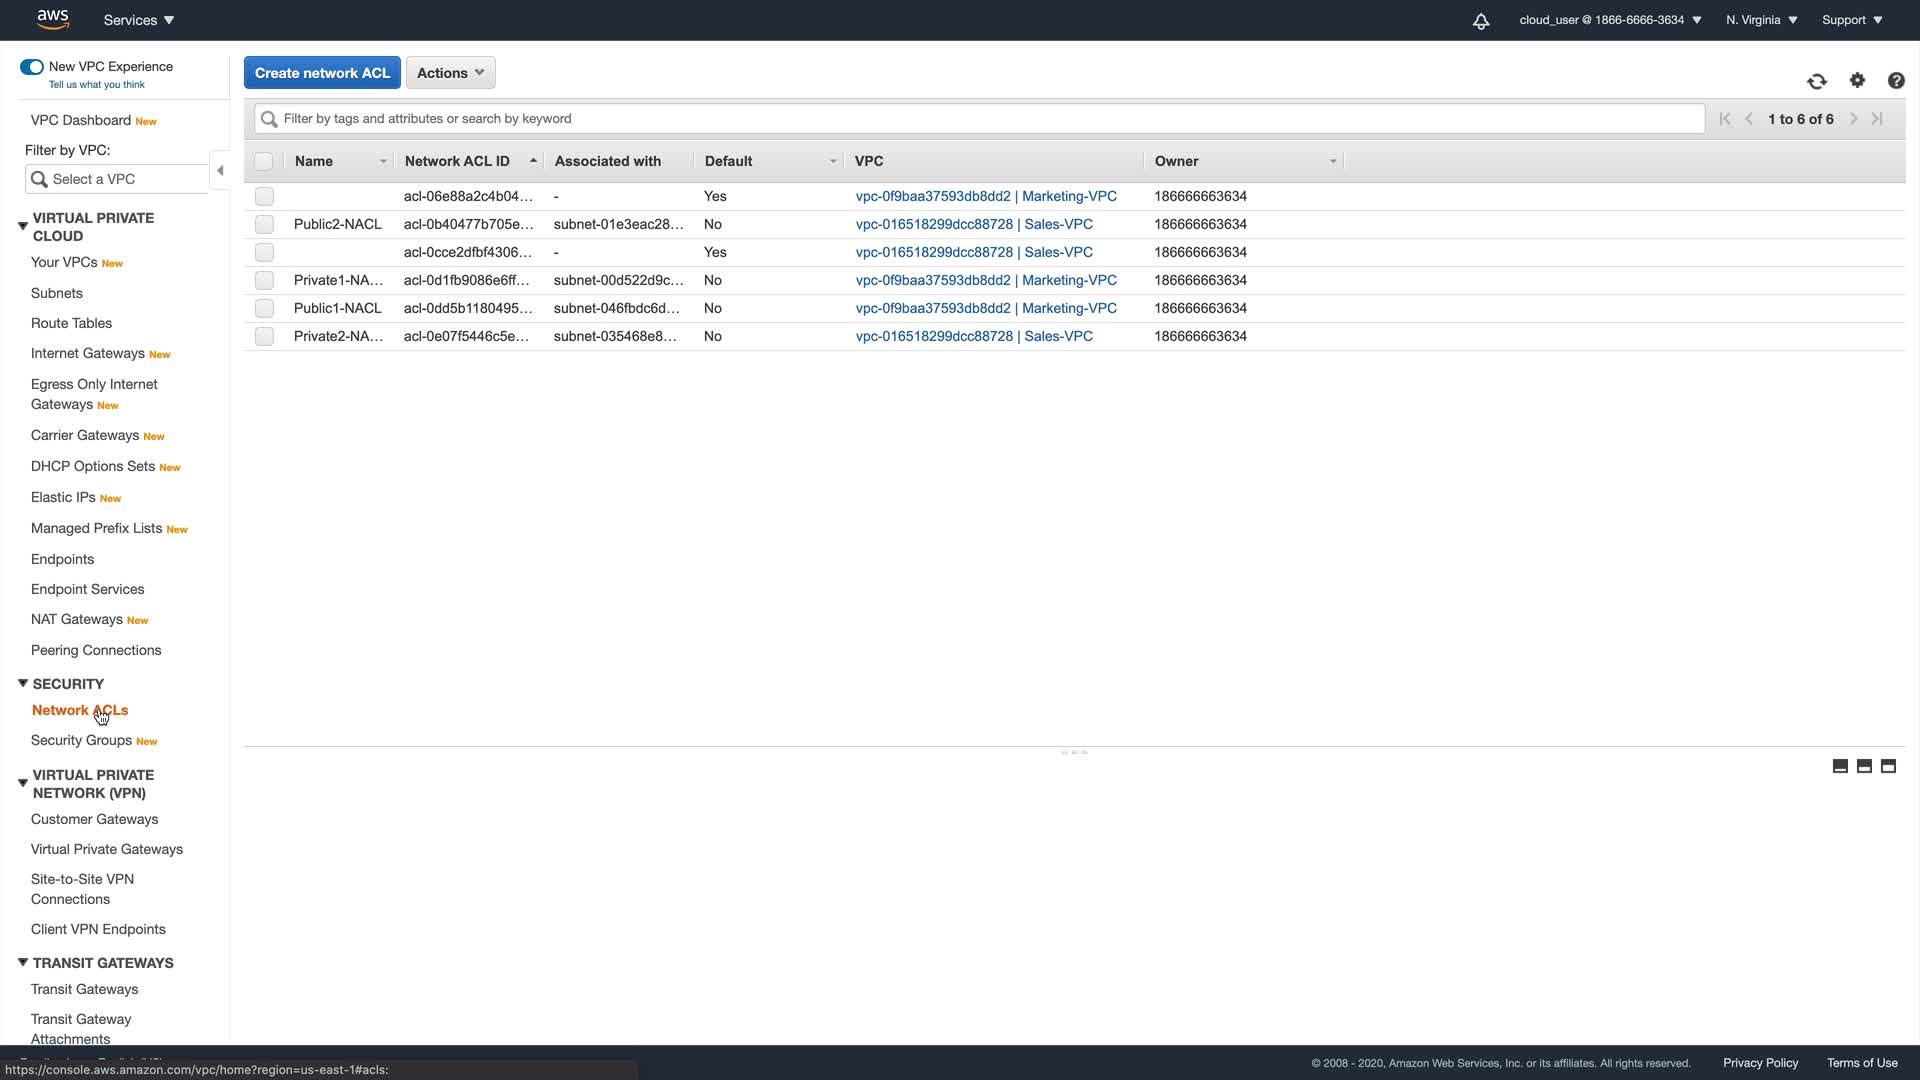 aws
Services
cloud_user @ 1866-6666-3634
N. Virginia
Support
New VPC Experience
Tell us what you think
VPC Dashboard New
Filter by VPC:
Select a VPC
VIRTUAL PRIVATE
CLOUD
Your VPCs New
Subnets
Route Tables
Internet Gateways New
Egress Only Internet
Gateways New
Carrier Gateways New
DHCP Options Sets New
Elastic IPs New
Managed Prefix Lists New
Endpoints
Endpoint Services
NAT Gateways New
Peering Connections
SECURITY
Network ACLs
Security Groups New
VIRTUAL PRIVATE
NETWORK (VPN)
Customer Gateways
Virtual Private Gateways
Site-to-Site VPN
Connections
Client VPN Endpoints
TRANSIT GATEWAYS
Transit Gateways
Transit Gateway
Attachments
Create network ACL
Actions
Filter by tags and attributes or search by keyword
1 to 6 of 6
Name Network ACL ID Associated with Default VPC Owner
acl-06e88a2c4b04... - Yes vpc-0f9baa37593db8dd2 | Marketing-VPC 186666663634
Public2-NACL acl-0b40477b705e... subnet-01e3eac28... No vpc-016518299dcc88728 | Sales-VPC 186666663634
acl-0cce2dfbf4306... - Yes vpc-016518299dcc88728 | Sales-VPC 186666663634
Private1-NA... acl-0d1fb9086e6ff... subnet-00d522d9c... No vpc-0f9baa37593db8dd2 | Marketing-VPC 186666663634
Public1-NACL acl-0dd5b1180495... subnet-046fbdc6d... No vpc-0f9baa37593db8dd2 | Marketing-VPC 186666663634
Private2-NA... acl-0e07f5446c5e... subnet-035468e8... No vpc-016518299dcc88728 | Sales-VPC 186666663634
© 2008 - 2020, Amazon Web Services, Inc. or its affiliates. All rights reserved.
Privacy Policy
Terms of Use
https://console.aws.amazon.com/vpc/home?region=us-east-1#acls: